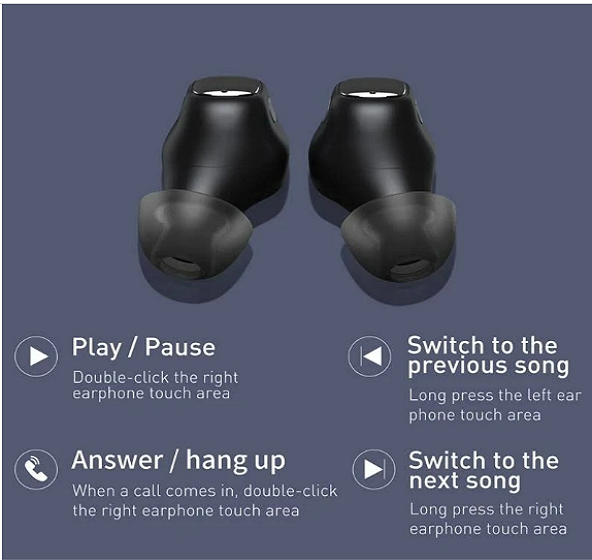 Play / Pause
Double-click the right
earphone touch area
Switch to the
previous song
Long press the left ear
phone touch area
Answer / hang up
When a call comes in, double-click
the right earphone touch area
Switch to the
next song
Long press the right
earphone touch area